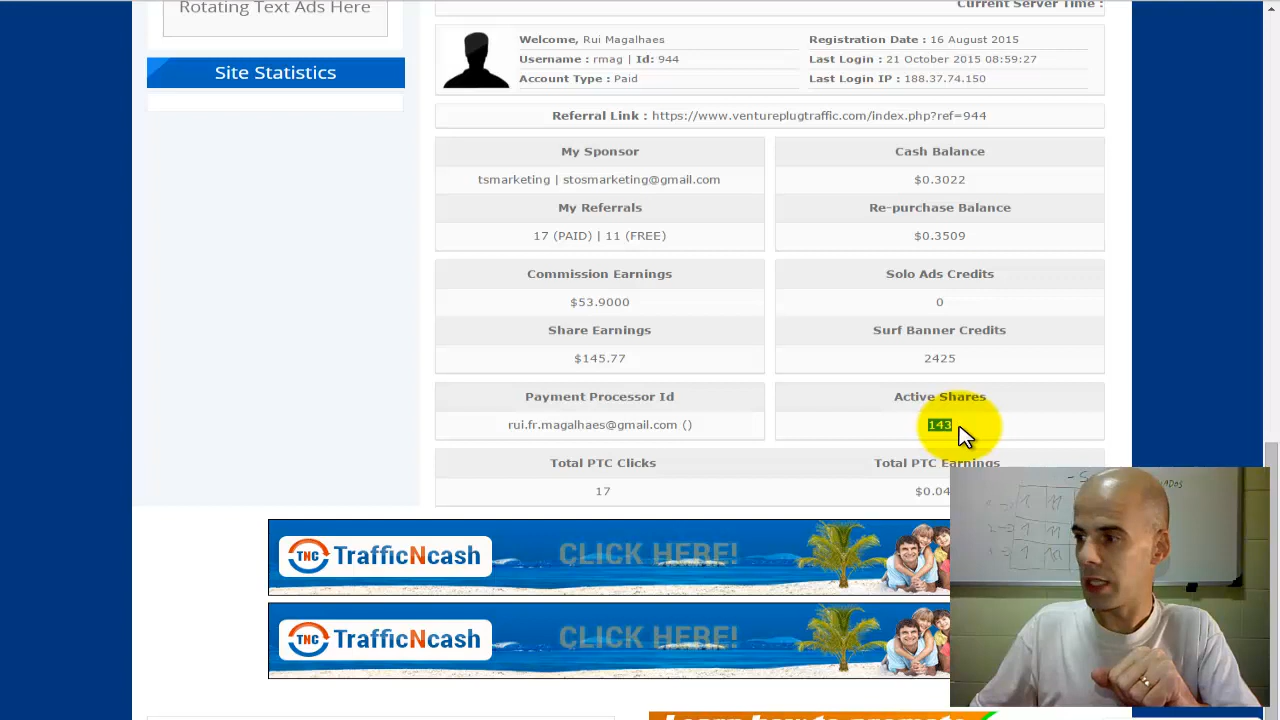 Rotating Text Ads Here
Site Statistics
Current Server Time :
Welcome, Rui Magalhaes
Username : rmag | Id: 944
Account Type : Paid
Registration Date : 16 August 2015
Last Login : 21 October 2015 08:59:27
Last Login IP : 188.37.74.150
Referral Link : https://www.ventureplugtraffic.com/index.php?ref=944
My Sponsor
tsmarketing | stosmarketing@gmail.com
My Referrals
17 (PAID) | 11 (FREE)
Cash Balance
$0.3022
Re-purchase Balance
$0.3509
Commission Earnings
$53.9000
Share Earnings
$145.77
Solo Ads Credits
0
Surf Banner Credits
2425
Payment Processor Id
rui.fr.magalhaes@gmail.com ()
Active Shares
143
Total PTC Clicks
17
Total PTC Earnings
$0.04
TNC TrafficNcash CLICK HERE!
TNC TrafficNcash CLICK HERE!